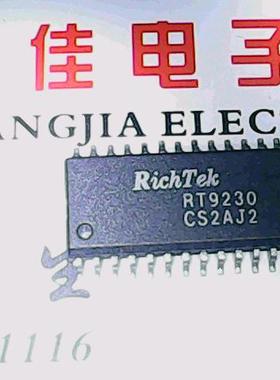 佳电子
ANGJIA ELEC
RichTek
RT9230
CS2AJ2
1116